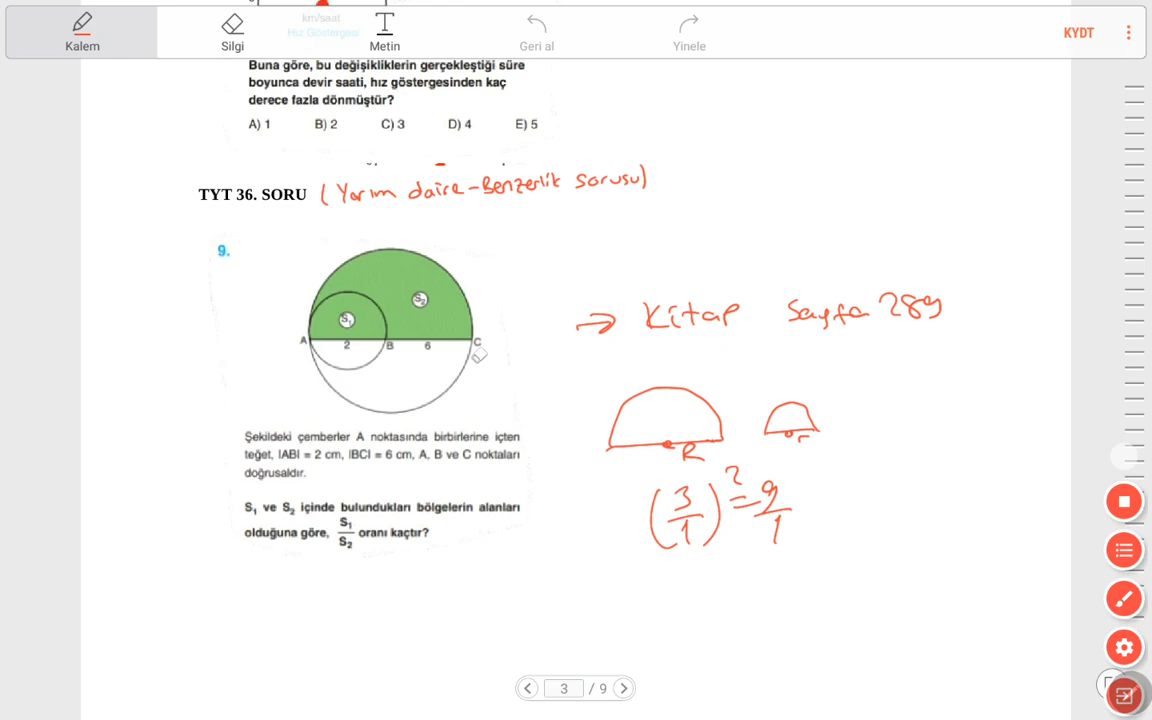 km/saat
Hız Göstergesi
Kalem
Silgi
Metin
Geri al
Yinele
KYDT
Buna göre, bu değişikliklerin gerçekleştiği süre
boyunca devir saati, hız göstergesinden kaç
derece fazla dönmüştür?
A) 1 B) 2 C) 3 D) 4 E) 5
TYT 36. SORU (Yarım daire-Benzerlik sorusu)
9.
S₂
S₁
A 2 B 6 C
→ Kitap Sayfa 289
R r
(3/1)² = 9/1
Şekildeki çemberler A noktasında birbirlerine içten
teğet, |AB| = 2 cm, |BC| = 6 cm, A, B ve C noktaları
doğrusaldır.
S₁ ve S₂ içinde bulundukları bölgelerin alanları
olduğuna göre, S₁/S₂ oranı kaçtır?
3 / 9